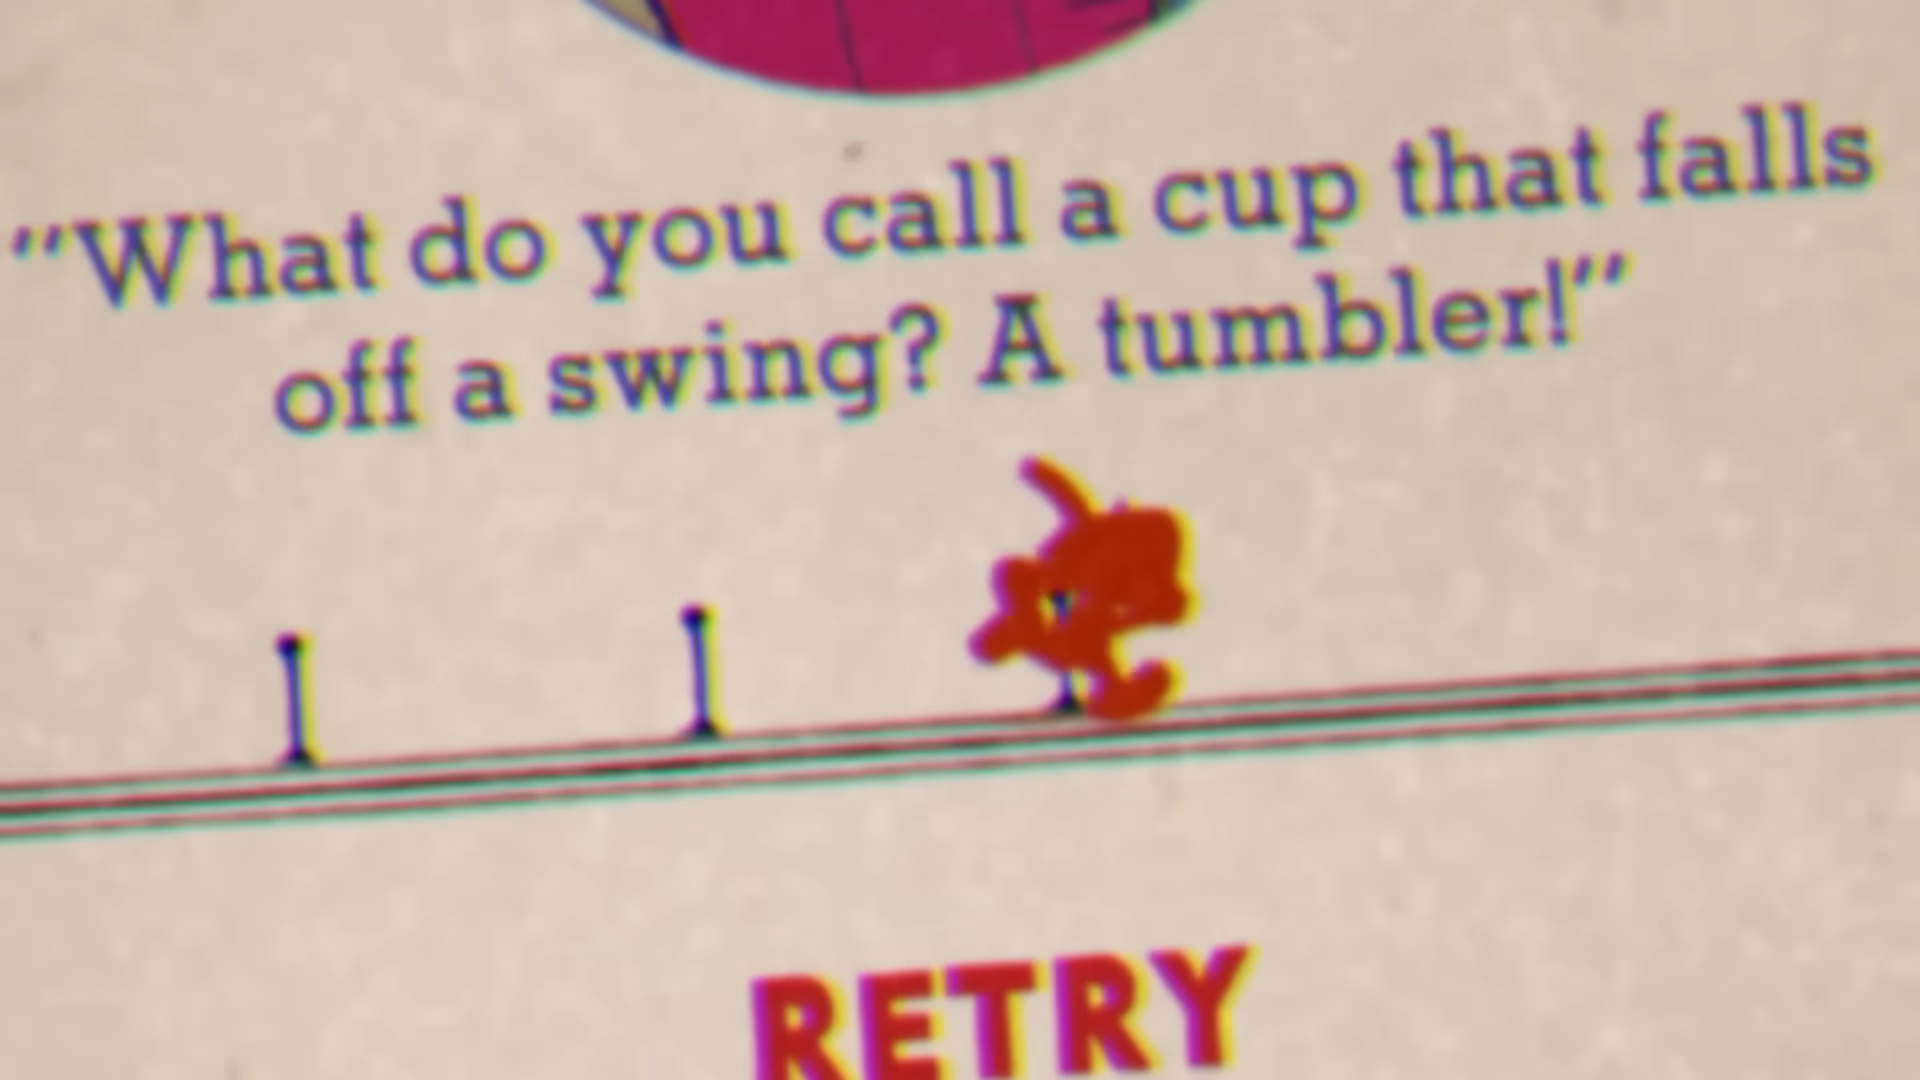 "What do you call a cup that falls
off a swing? A tumbler!"
RETRY